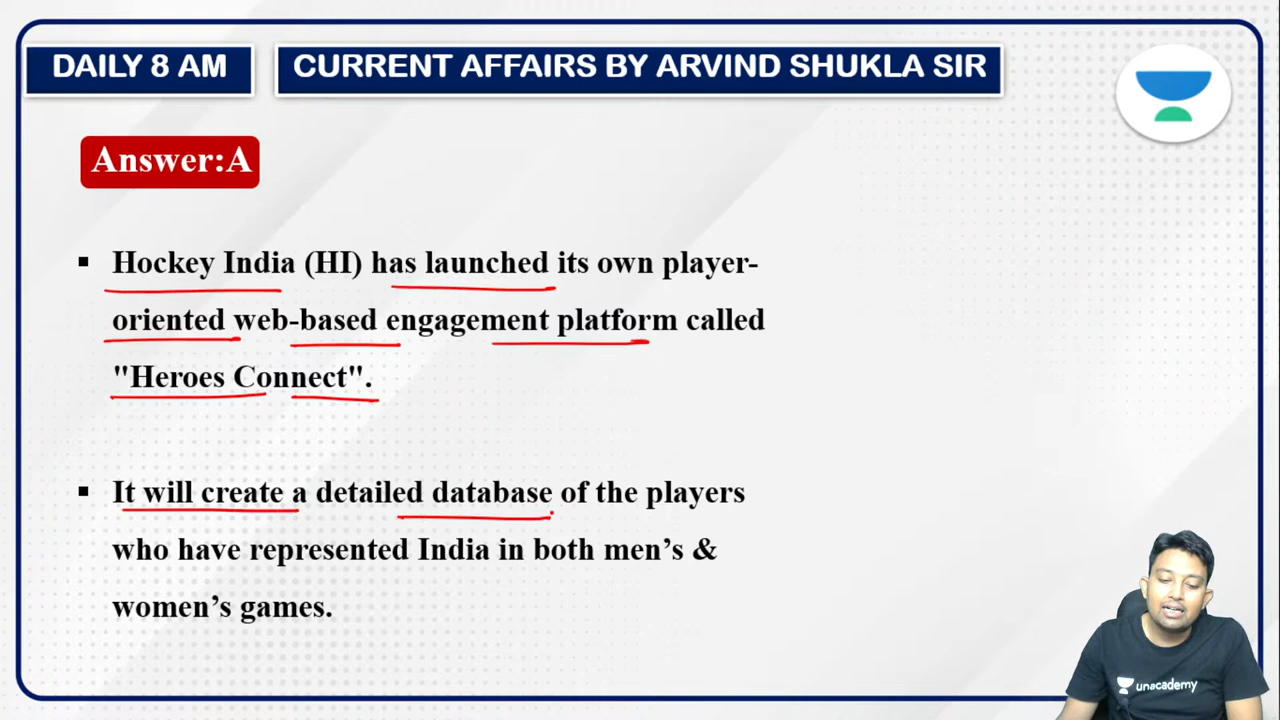 DAILY 8 AM
CURRENT AFFAIRS BY ARVIND SHUKLA SIR
Answer:A
▪ Hockey India (HI) has launched its own player-
oriented web-based engagement platform called
"Heroes Connect".
▪ It will create a detailed database of the players
who have represented India in both men’s &
women’s games.
unacademy